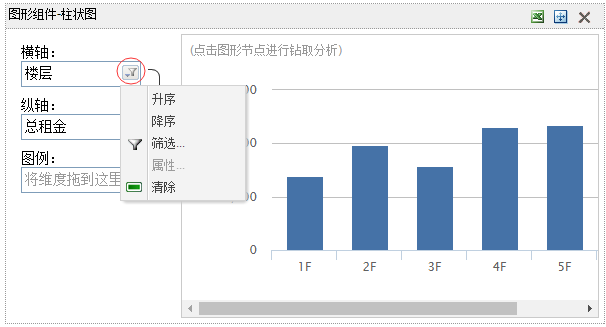 图形组件-柱状图
横轴：
楼层
纵轴：
总租金
图例：
将维度拖到这里
升序
降序
筛选...
属性...
清除
(点击图形节点进行钻取分析)
0
1F 2F 3F 4F 5F